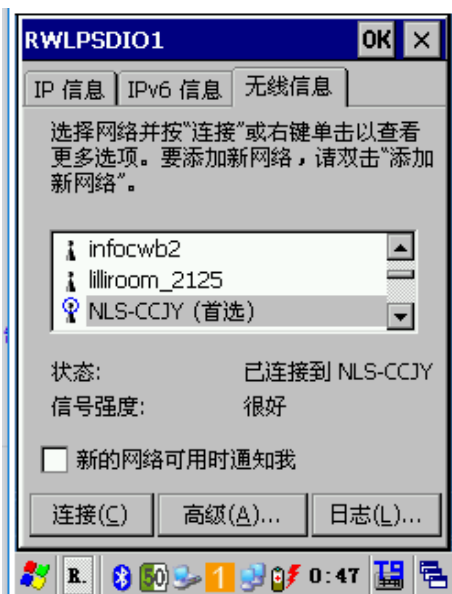 RWLPSDIO1 OK ×
IP 信息 IPv6 信息 无线信息
选择网络并按"连接"或右键单击以查看
更多选项。要添加新网络，请双击"添加
新网络"。
infocwb2
lilliroom_2125
NLS-CCJY (首选)
状态: 已连接到 NLS-CCJY
信号强度: 很好
新的网络可用时通知我
连接(C) 高级(A)... 日志(L)...
R. 50 1 0:47 T9